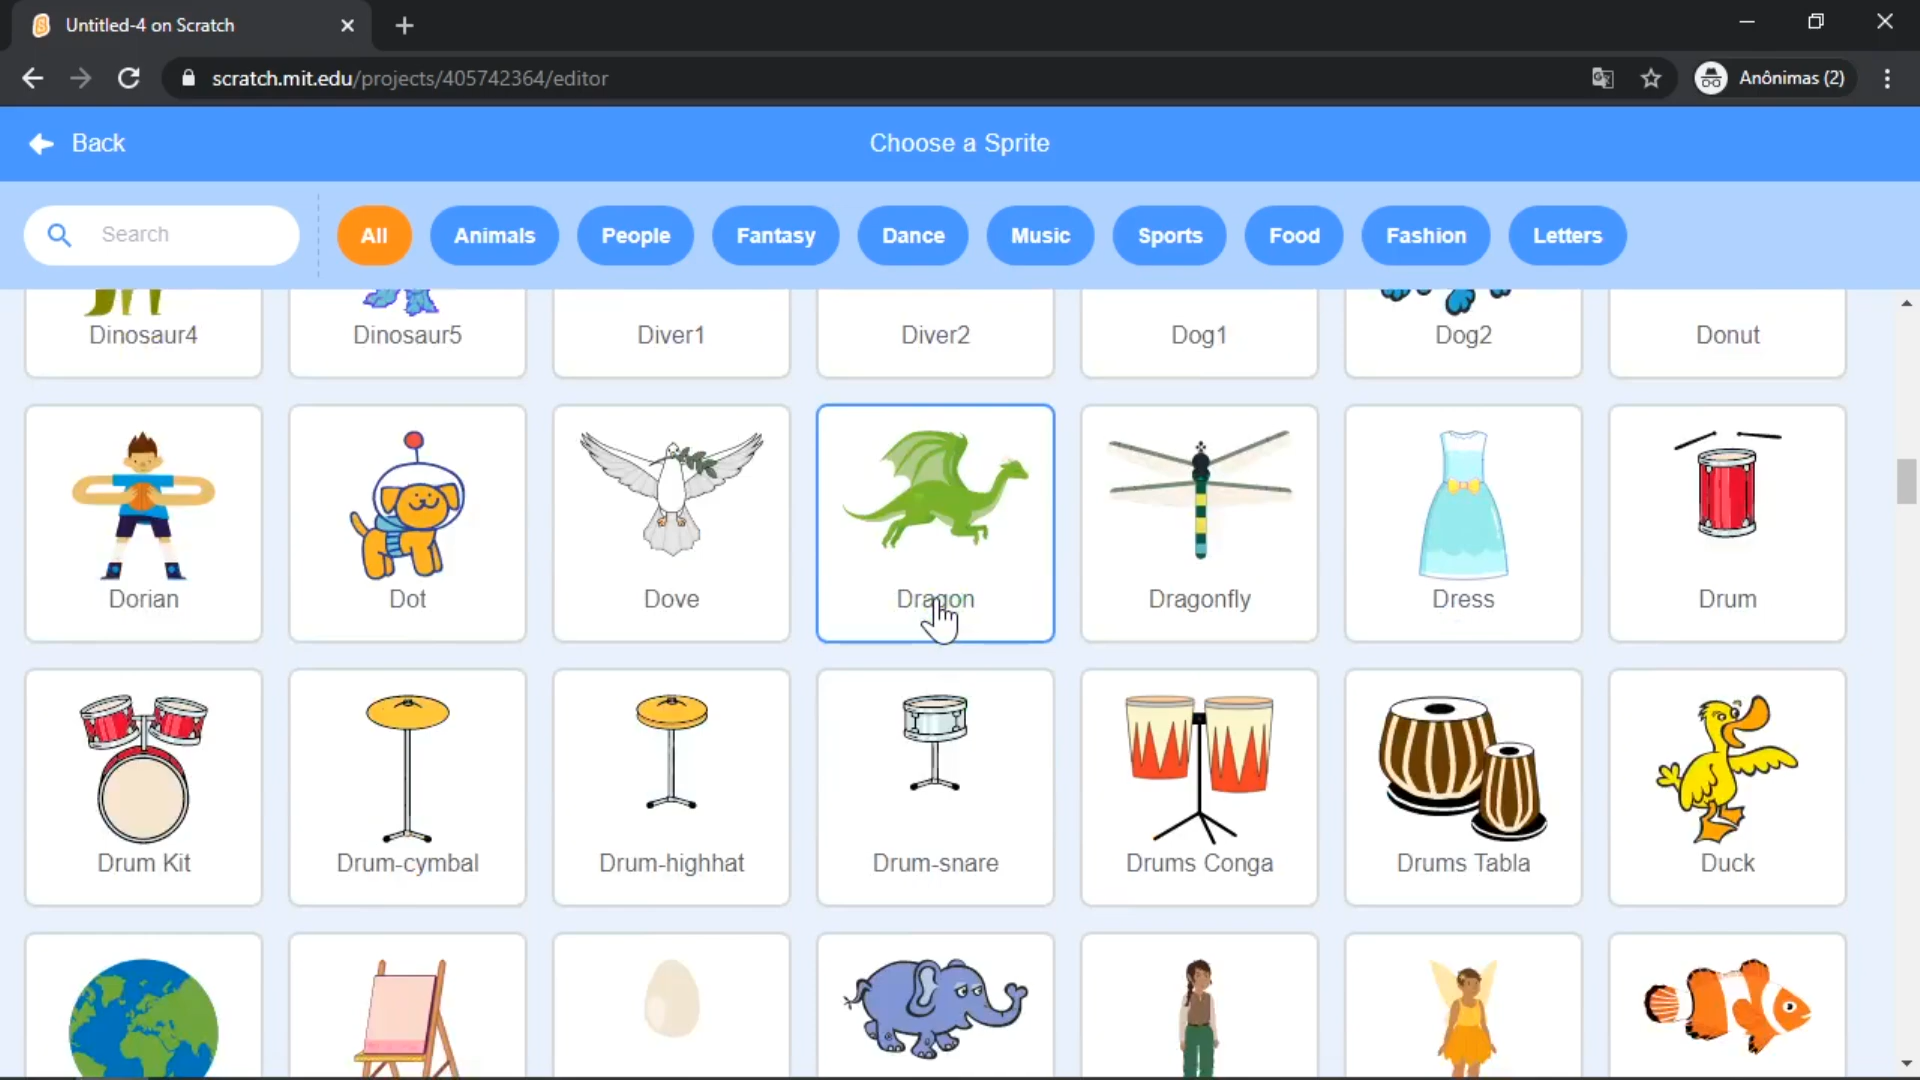 Untitled-4 on Scratch
scratch.mit.edu/projects/405742364/editor
Anônimas (2)
Back
Choose a Sprite
Search
All
Animals
People
Fantasy
Dance
Music
Sports
Food
Fashion
Letters
Dinosaur4
Dinosaur5
Diver1
Diver2
Dog1
Dog2
Donut
Dorian
Dot
Dove
Dragon
Dragonfly
Dress
Drum
Drum Kit
Drum-cymbal
Drum-highhat
Drum-snare
Drums Conga
Drums Tabla
Duck